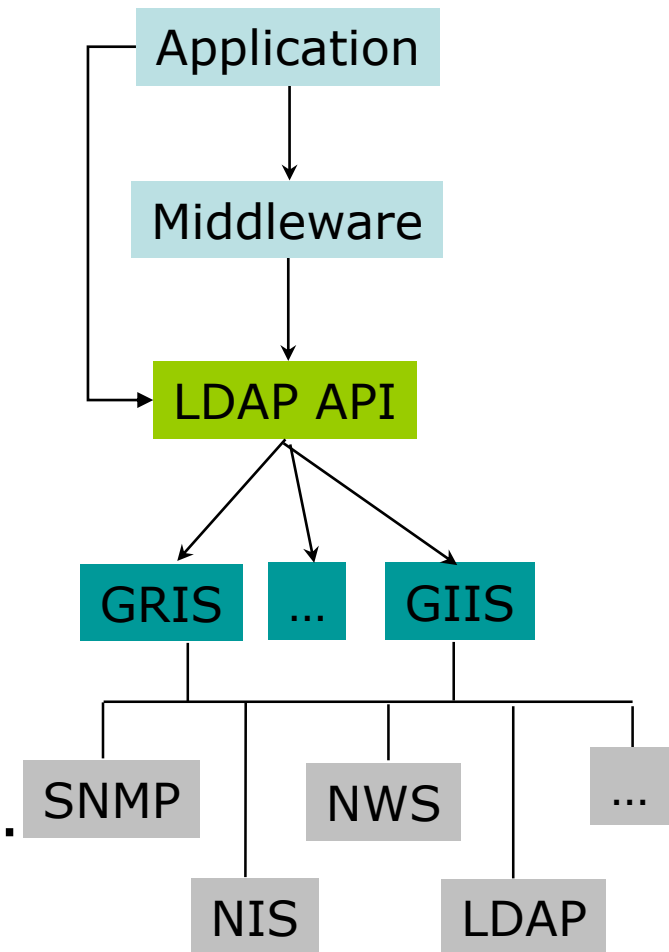 Application
Middleware
LDAP API
GRIS ... GIIS
. SNMP NWS ...
NIS LDAP